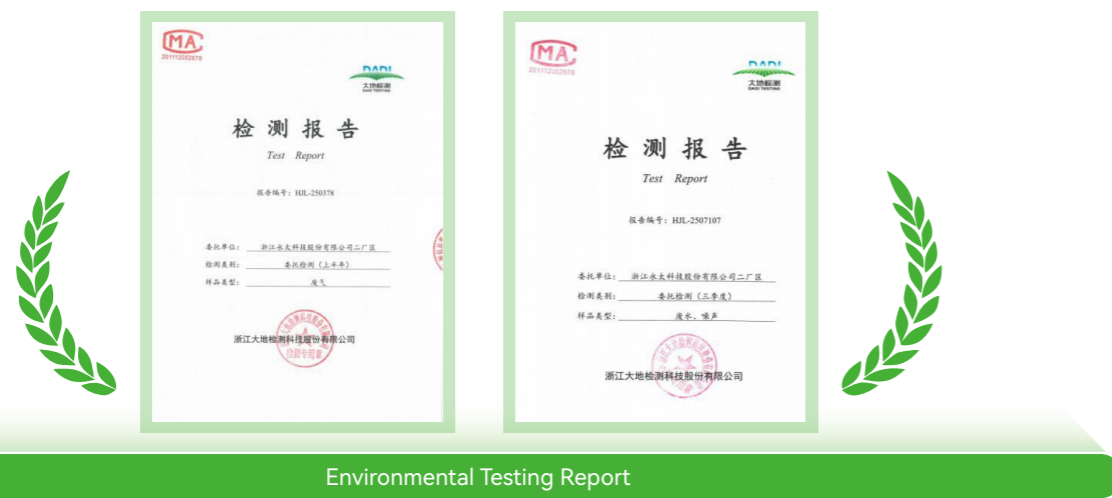 MA
201112052678
DADI
大地检测
DADI TESTING
检测报告
Test Report
报告编号：HJL-250378
委托单位：浙江永太科技股份有限公司二厂区
检测类别：委托检测（上半年）
样品类型：废气
浙江大地检测科技股份有限公司
MA
201112052678
DADI
大地检测
DADI TESTING
检测报告
Test Report
报告编号：HJL-2507107
委托单位：浙江永太科技股份有限公司二厂区
检测类别：委托检测（三季度）
样品类型：废水、噪声
浙江大地检测科技股份有限公司
Environmental Testing Report